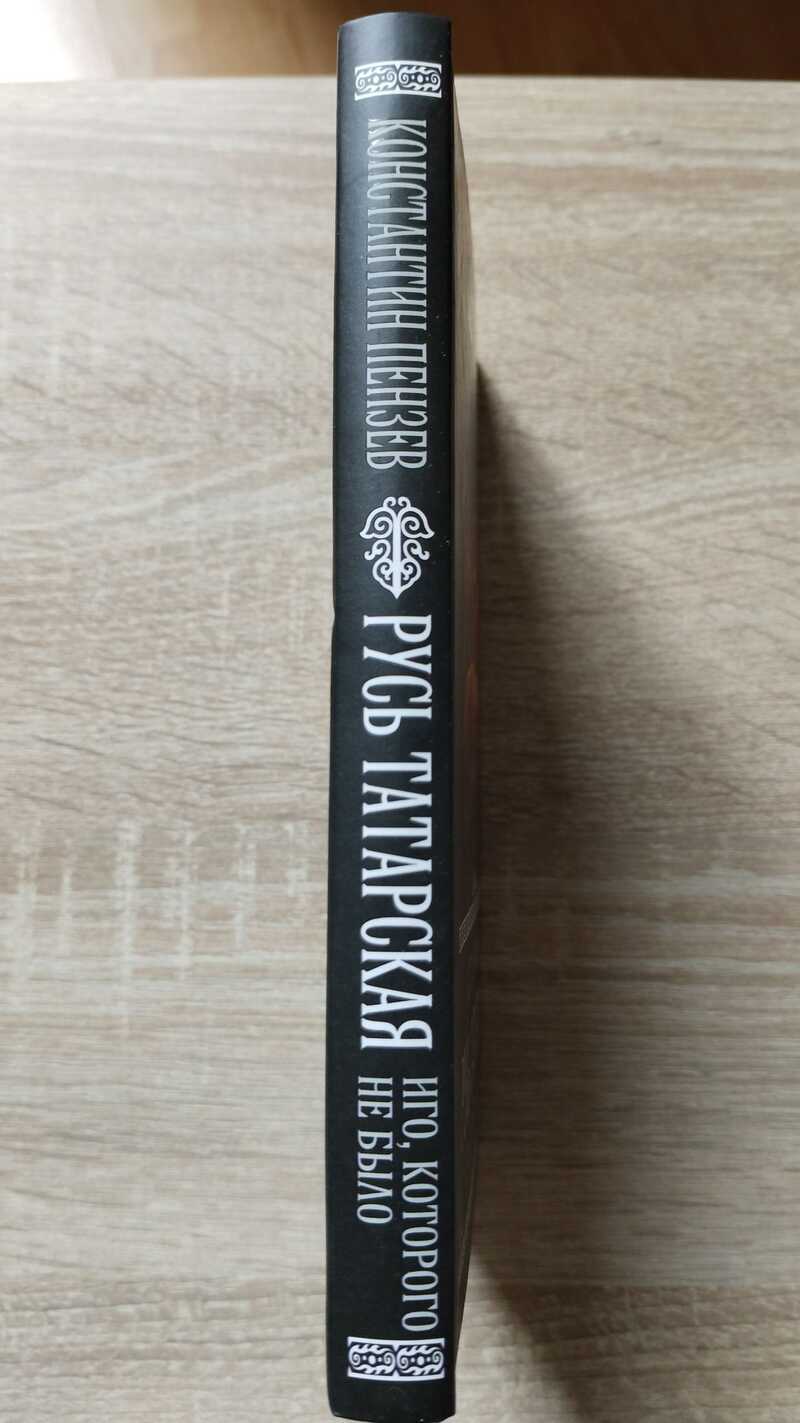 КОНСТАНТИН ПЕНЗЕВ
РУСЬ ТАТАРСКАЯ
ИГО, КОТОРОГО
НЕ БЫЛО